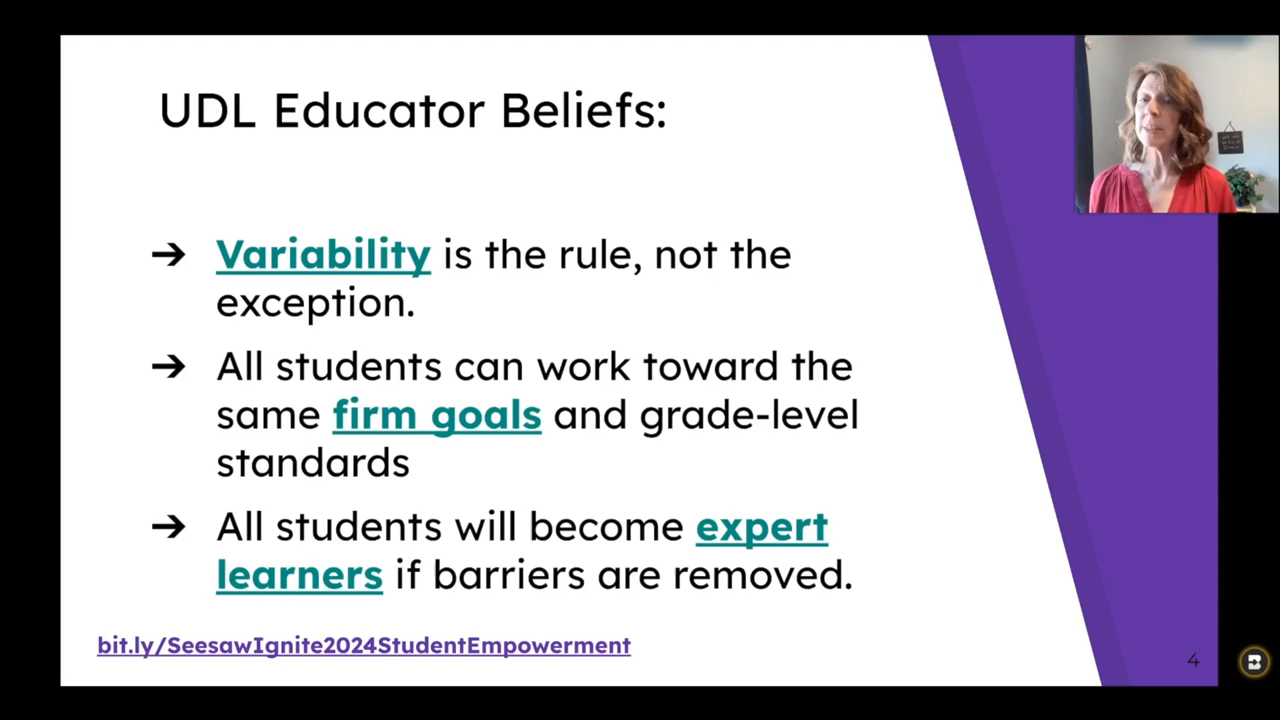 UDL Educator Beliefs:
➔ Variability is the rule, not the
exception.
➔ All students can work toward the
same firm goals and grade-level
standards
➔ All students will become expert
learners if barriers are removed.
bit.ly/SeesawIgnite2024StudentEmpowerment
4
B